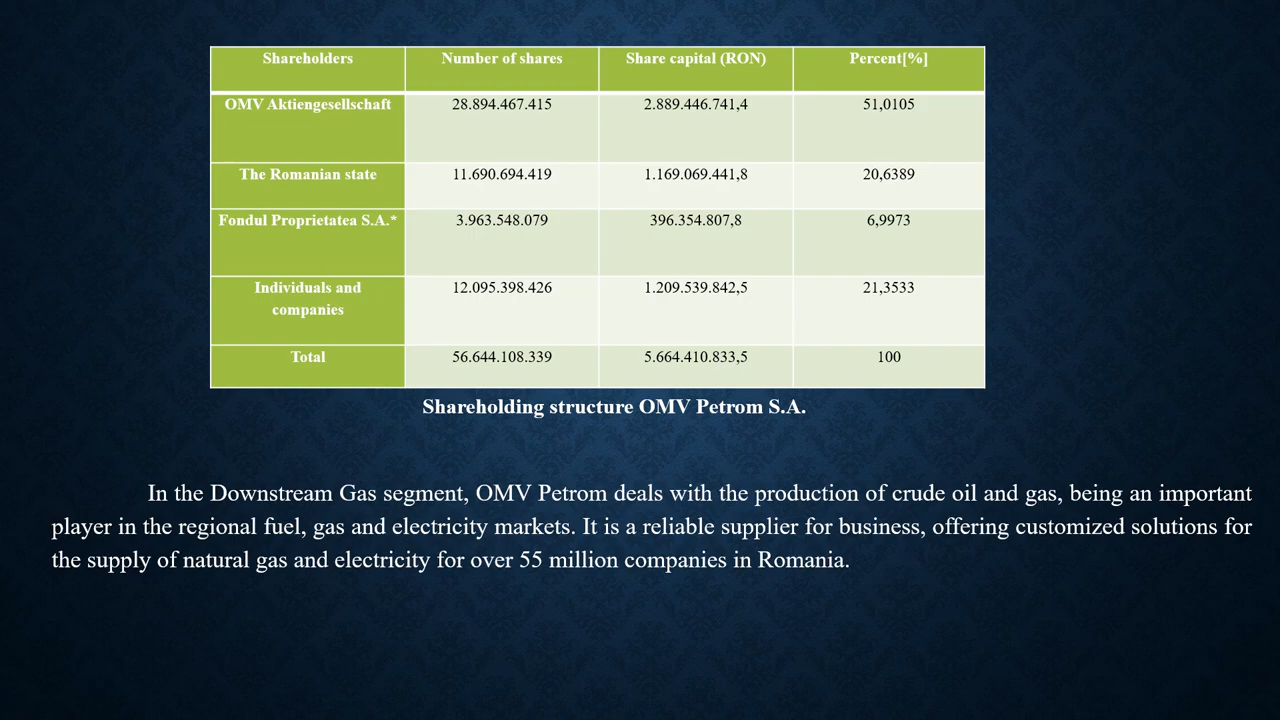 Shareholders Number of shares Share capital (RON) Percent[%]
OMV Aktiengesellschaft 28.894.467.415 2.889.446.741,4 51,0105
The Romanian state 11.690.694.419 1.169.069.441,8 20,6389
Fondul Proprietatea S.A.* 3.963.548.079 396.354.807,8 6,9973
Individuals and companies 12.095.398.426 1.209.539.842,5 21,3533
Total 56.644.108.339 5.664.410.833,5 100
Shareholding structure OMV Petrom S.A.
In the Downstream Gas segment, OMV Petrom deals with the production of crude oil and gas, being an important
player in the regional fuel, gas and electricity markets. It is a reliable supplier for business, offering customized solutions for
the supply of natural gas and electricity for over 55 million companies in Romania.